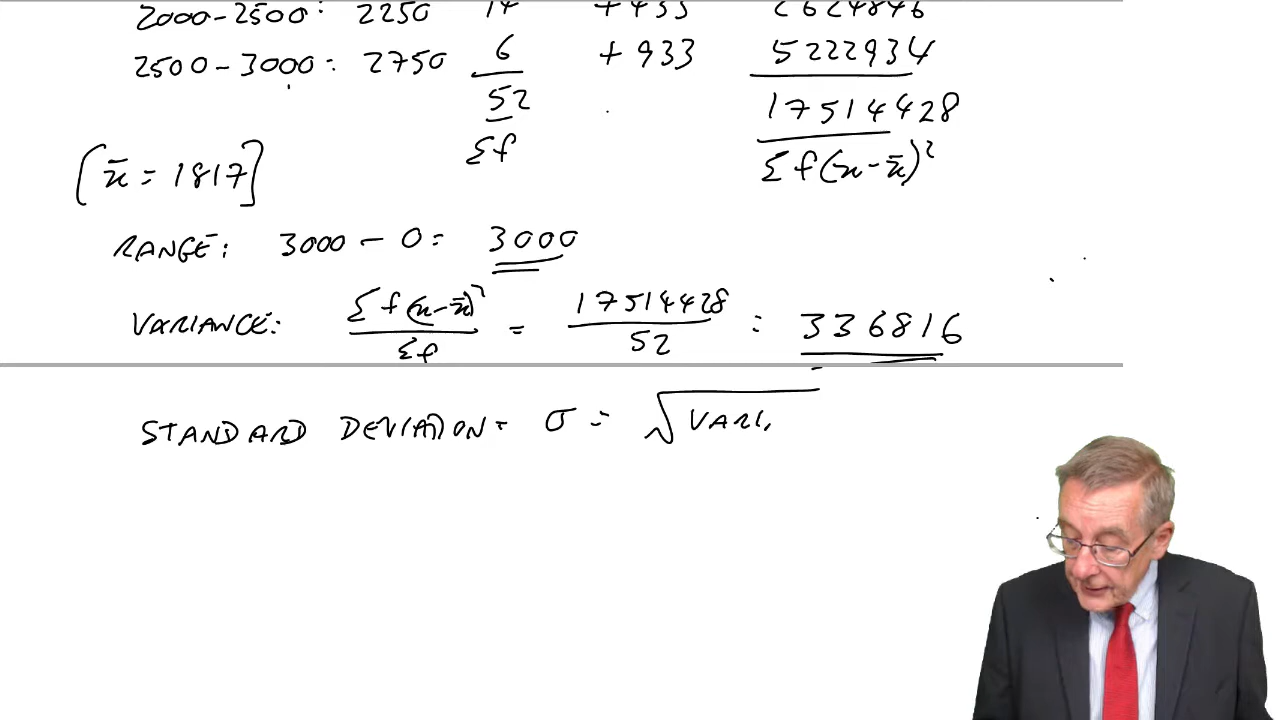 2000-2500: 2250 14 +433 2624846
2500-3000: 2750 6 +933 5222934
52 17514428
Σf Σf(x-x̄)²
[x̄ = 1817]
RANGE: 3000 - 0 = 3000
VARIANCE: Σf(x-x̄)² / Σf = 17514428 / 52 = 336816
STANDARD DEVIATION = σ = √VARI